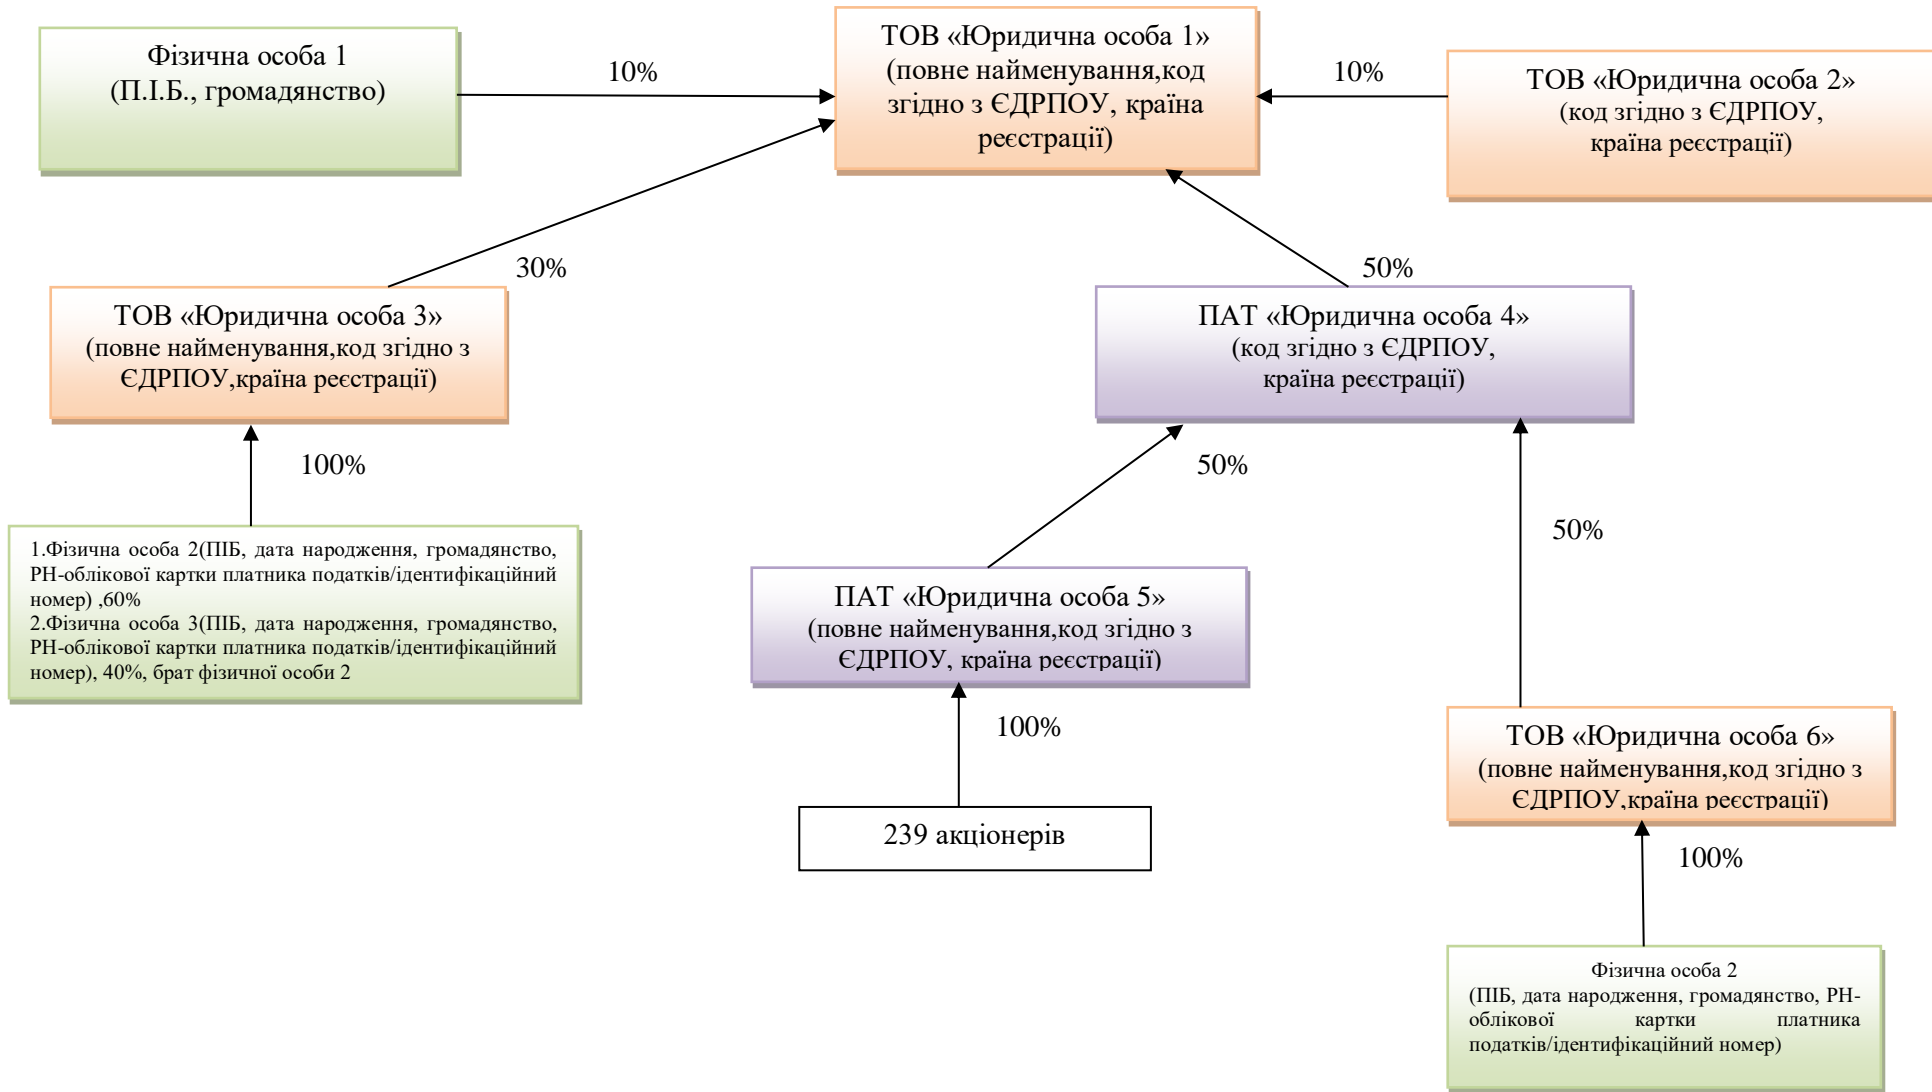 Фізична особа 1
(П.І.Б., громадянство)
10%
ТОВ «Юридична особа 1»
(повне найменування,код
згідно з ЄДРПОУ, країна
реєстрації)
10%
ТОВ «Юридична особа 2»
(код згідно з ЄДРПОУ,
країна реєстрації)
30%
50%
ТОВ «Юридична особа 3»
(повне найменування,код згідно з
ЄДРПОУ,країна реєстрації)
ПАТ «Юридична особа 4»
(код згідно з ЄДРПОУ,
країна реєстрації)
100%
50%
50%
1.Фізична особа 2(ПІБ, дата народження, громадянство,
РН-облікової картки платника податків/ідентифікаційний
номер) ,60%
2.Фізична особа 3(ПІБ, дата народження, громадянство,
РН-облікової картки платника податків/ідентифікаційний
номер), 40%, брат фізичної особи 2
ПАТ «Юридична особа 5»
(повне найменування,код згідно з
ЄДРПОУ, країна реєстрації)
100%
239 акціонерів
ТОВ «Юридична особа 6»
(повне найменування,код згідно з
ЄДРПОУ,країна реєстрації)
100%
Фізична особа 2
(ПІБ, дата народження, громадянство, РН-
облікової картки платника
податків/ідентифікаційний номер)